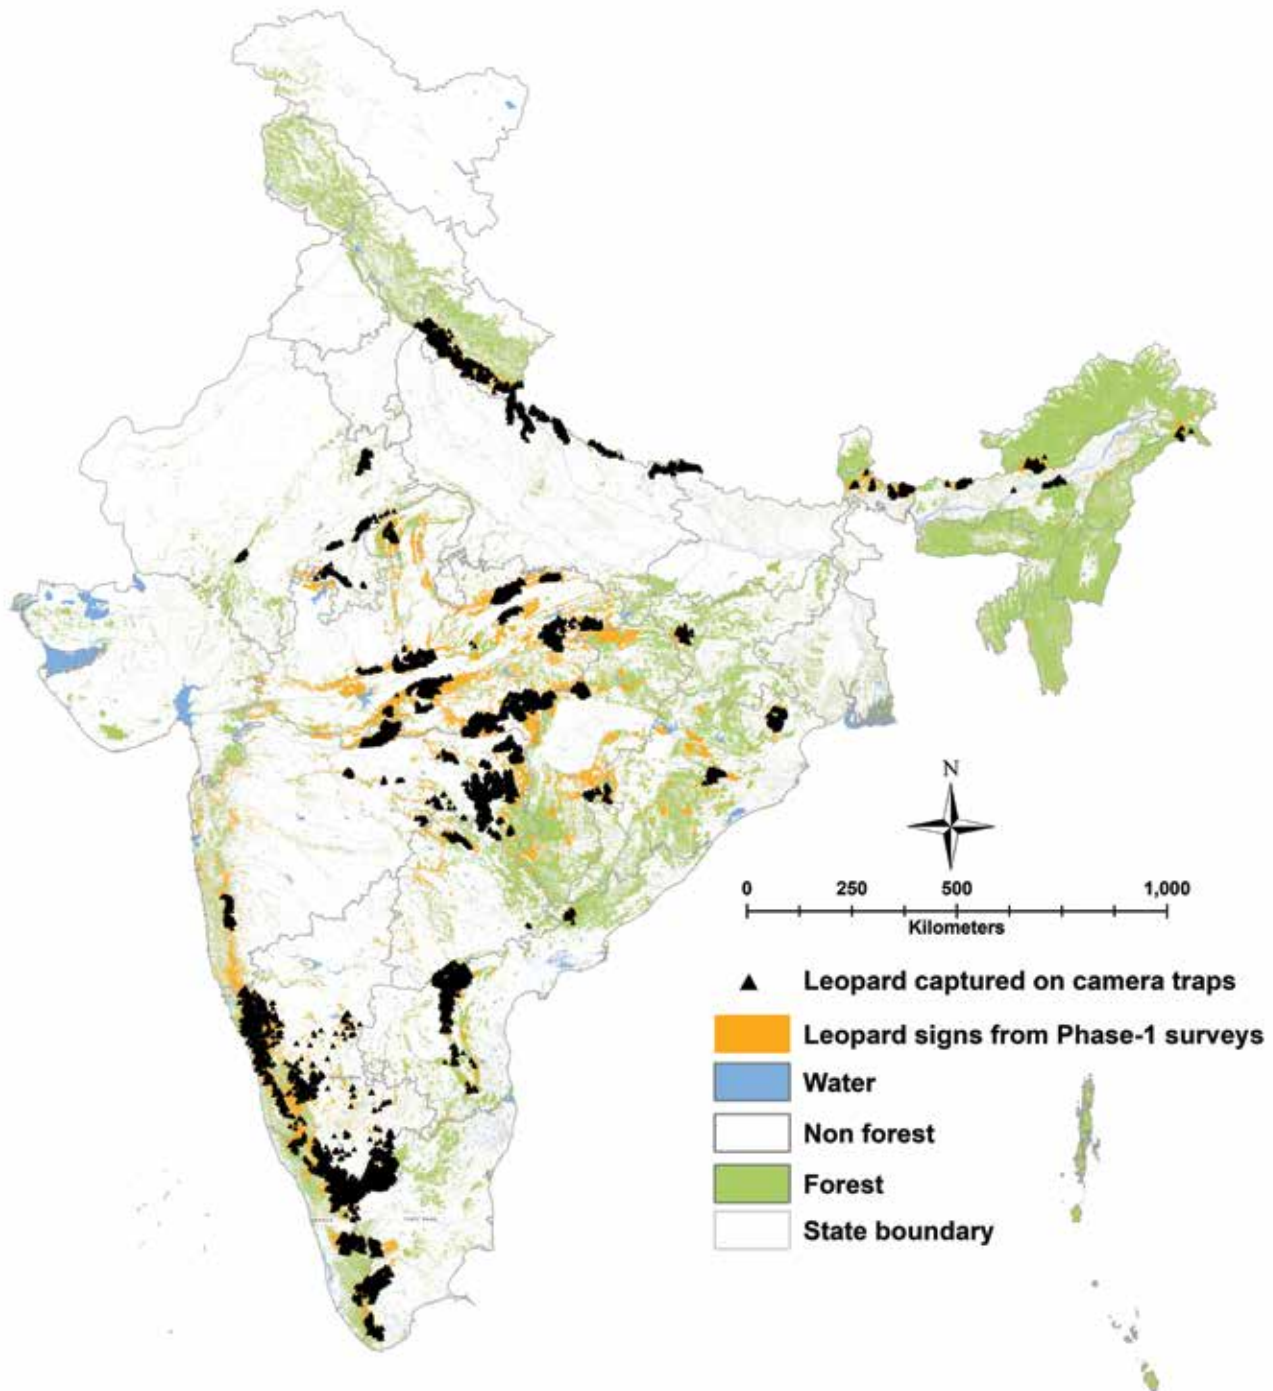 N
0 250 500 1,000
Kilometers
Leopard captured on camera traps
Leopard signs from Phase-1 surveys
Water
Non forest
Forest
State boundary